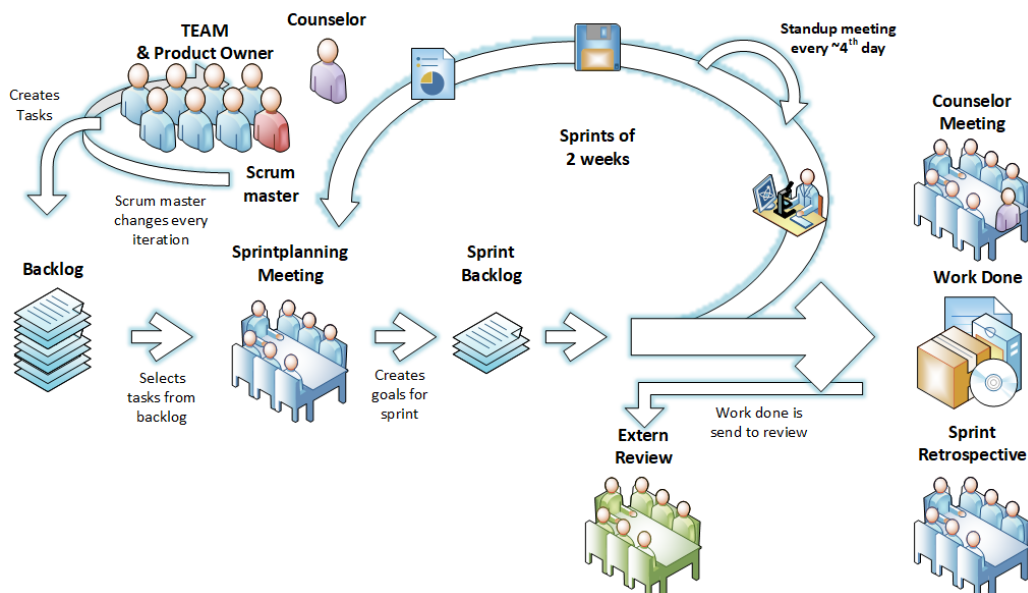 TEAM
& Product Owner
Counselor
Standup meeting
every ~4th day
Creates
Tasks
Counselor
Meeting
Sprints of
2 weeks
Scrum
master
Scrum master
changes every
iteration
Backlog
Sprintplanning
Meeting
Sprint
Backlog
Work Done
Selects
tasks from
backlog
Creates
goals for
sprint
Work done is
send to review
Extern
Review
Sprint
Retrospective